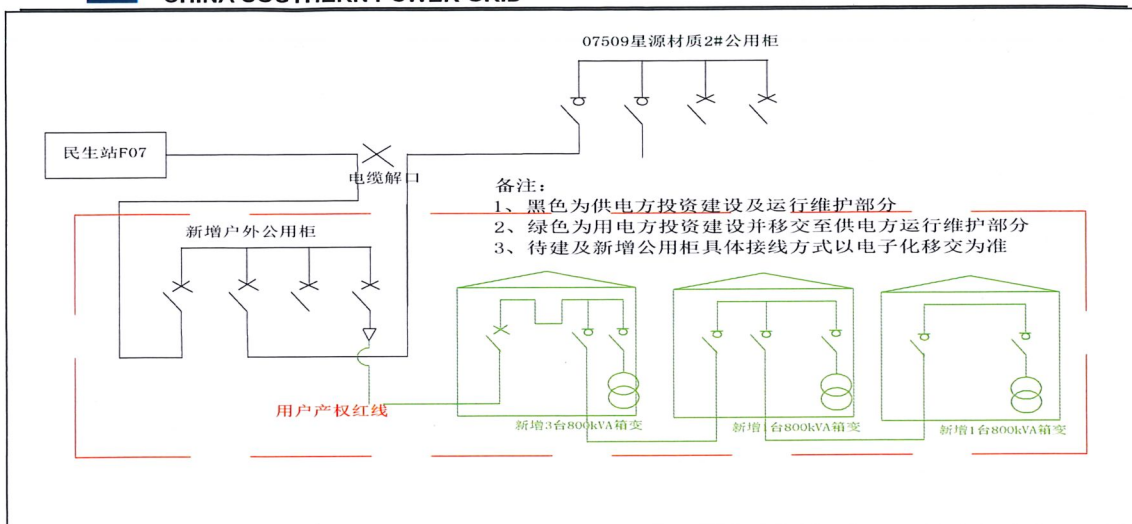 CHINA SOUTHERN POWER GRID
07509星源材质2#公用柜
民生站F07
电缆解口
备注：
1、黑色为供电方投资建设及运行维护部分
2、绿色为用电方投资建设并移交至供电方运行维护部分
3、待建及新增公用柜具体接线方式以电子化移交为准
新增户外公用柜
用户产权红线
新增3台800kVA箱变
新增1台800kVA箱变
新增1台800kVA箱变